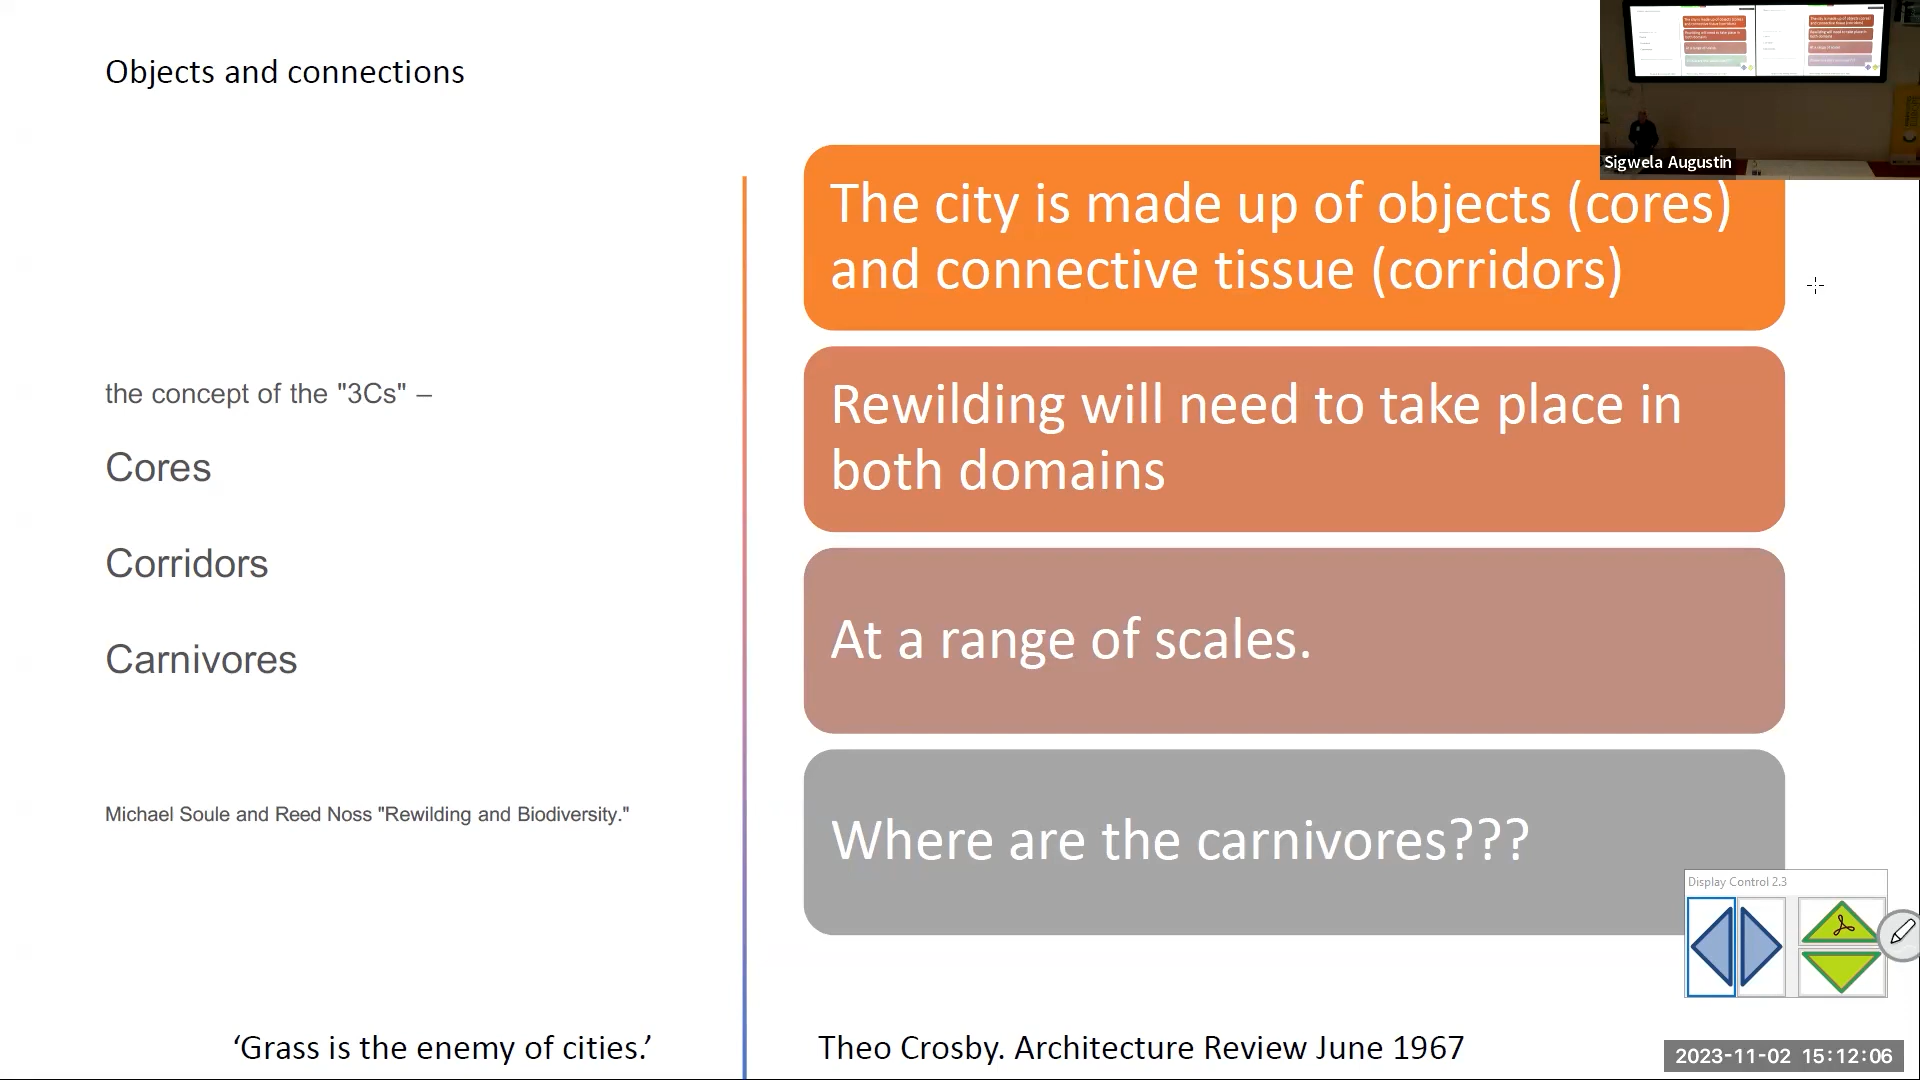 Objects and connections
Sigwela Augustin
The city is made up of objects (cores)
and connective tissue (corridors)
the concept of the "3Cs" –
Cores
Corridors
Carnivores
Michael Soule and Reed Noss "Rewilding and Biodiversity."
Rewilding will need to take place in
both domains
At a range of scales.
Where are the carnivores???
Display Control 2.3
‘Grass is the enemy of cities.’
Theo Crosby. Architecture Review June 1967
2023-11-02 15:12:06